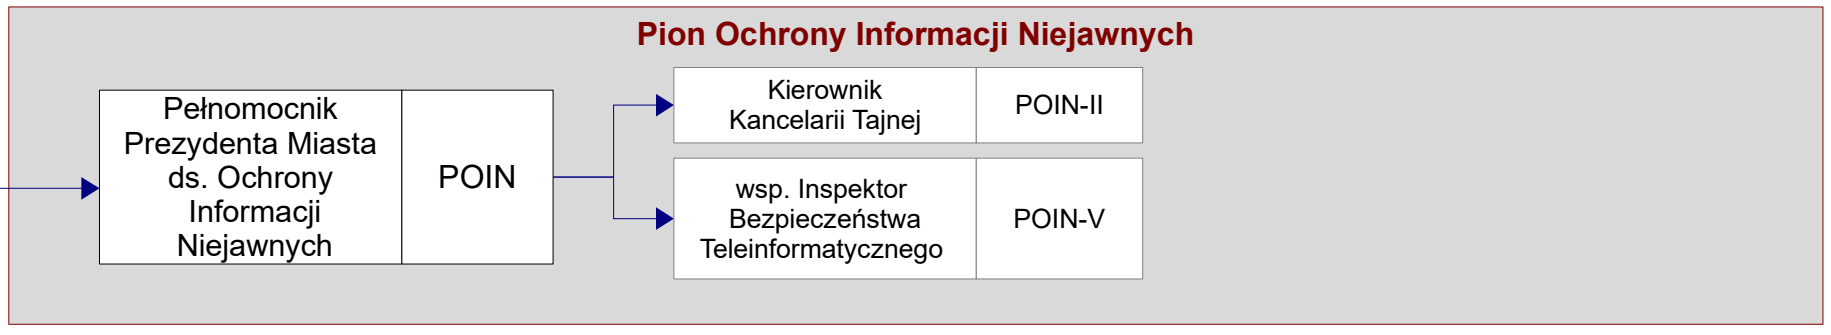 Pion Ochrony Informacji Niejawnych
Pełnomocnik
Prezydenta Miasta
ds. Ochrony
Informacji
Niejawnych
POIN
Kierownik
Kancelarii Tajnej
POIN-II
wsp. Inspektor
Bezpieczeństwa
Teleinformatycznego
POIN-V